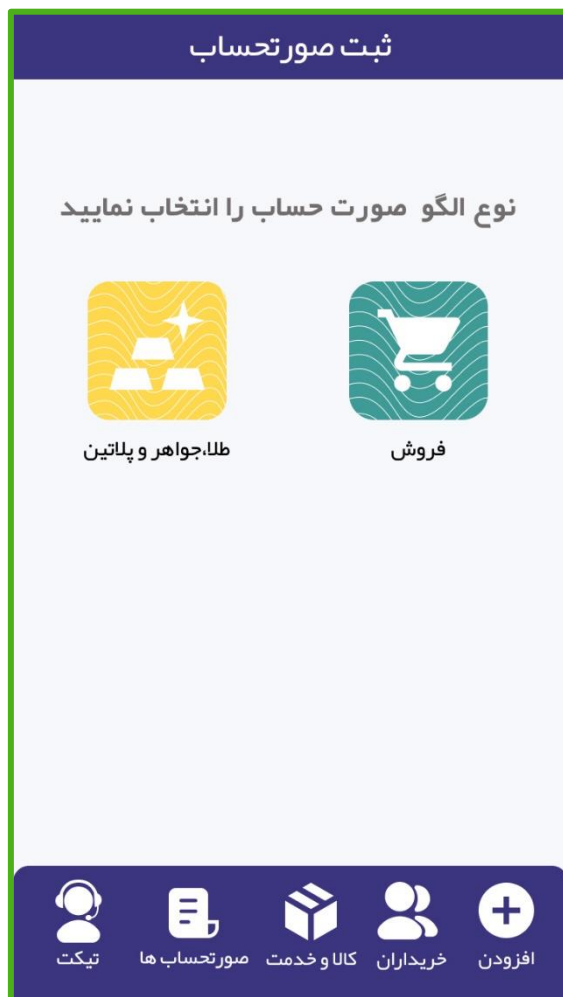 ثبت صورتحساب
نوع الگو صورت حساب را انتخاب نمایید
فروش
طلا،جواهر و پلاتین
افزودن
خریداران
کالا و خدمت
صورتحساب ها
تیکت